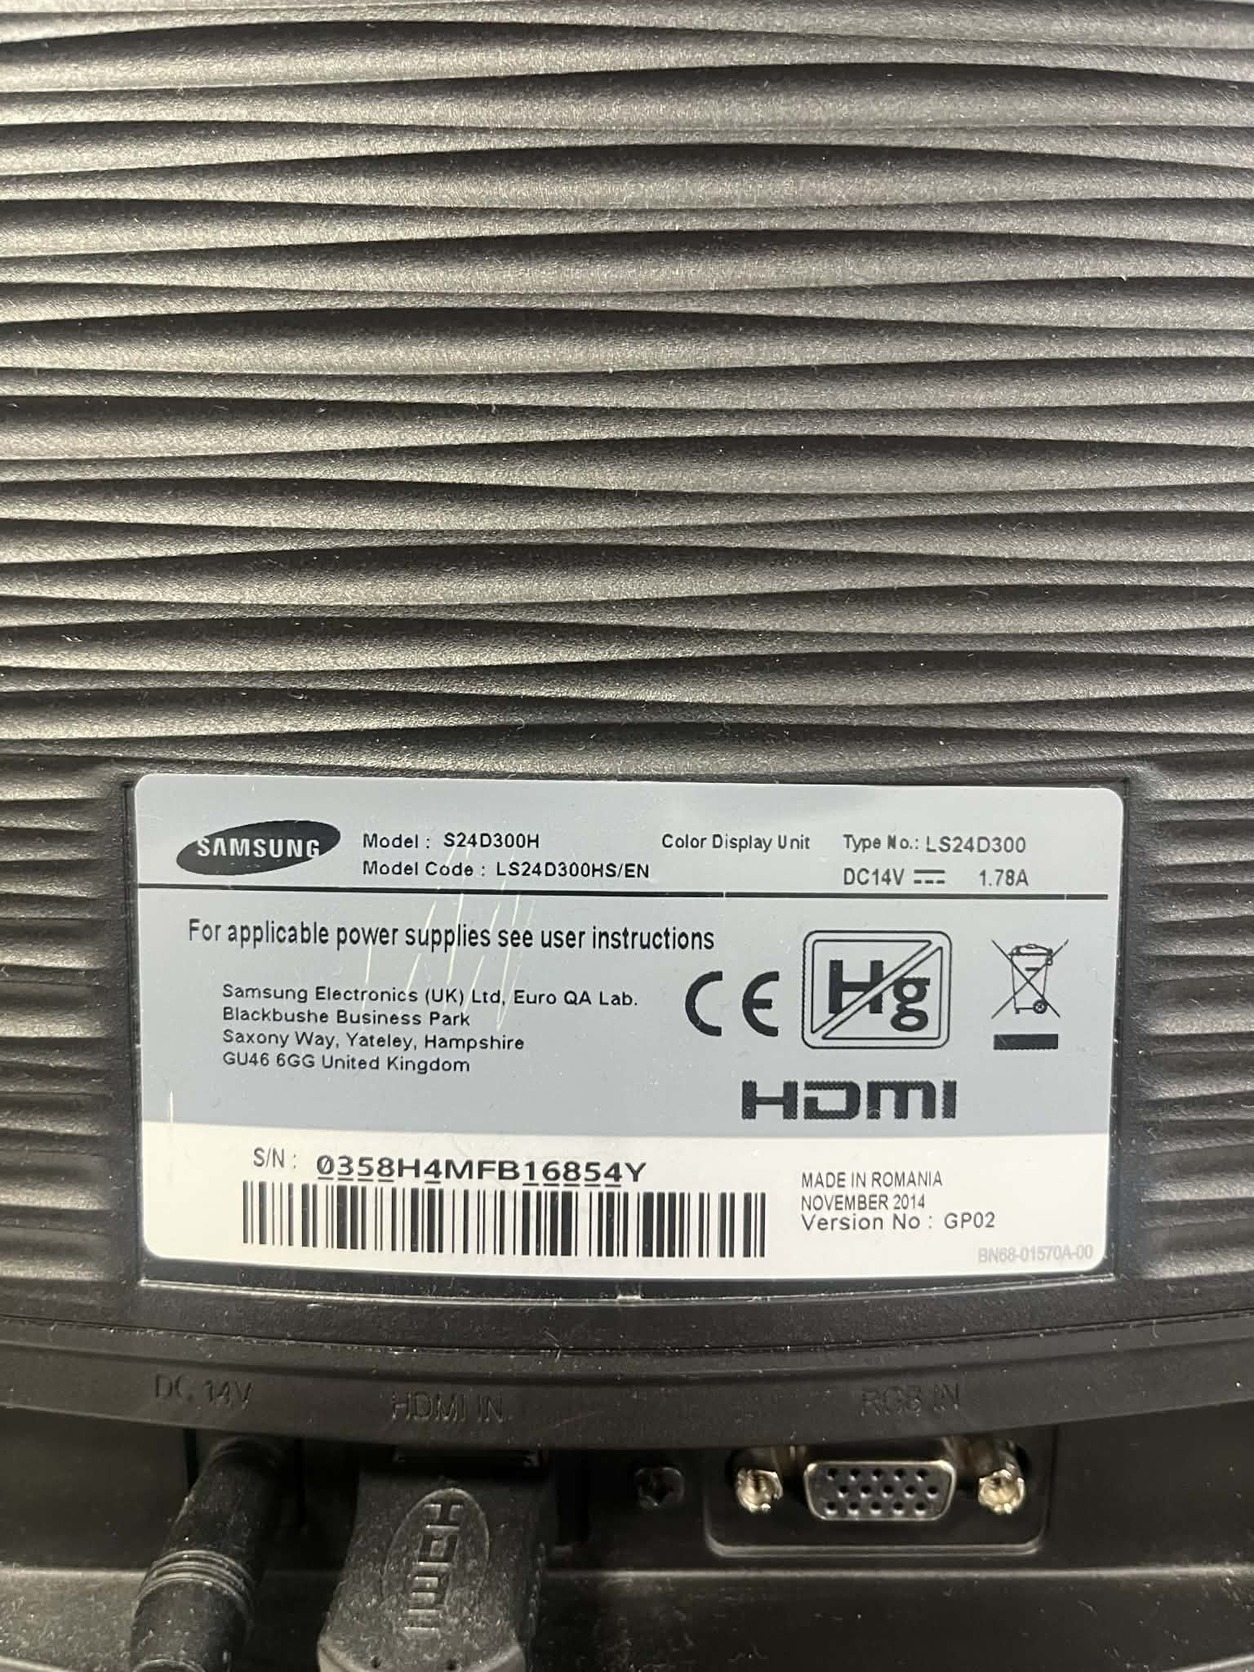 SAMSUNG
Model : S24D300H
Color Display Unit
Type No.: LS24D300
Model Code : LS24D300HS/EN
DC14V 1.78A
For applicable power supplies see user instructions
Samsung Electronics (UK) Ltd, Euro QA Lab.
Blackbushe Business Park
Saxony Way, Yateley, Hampshire
GU46 6GG United Kingdom
CE
Hg
HDMI
S/N : 0358H4MFB16854Y
MADE IN ROMANIA
NOVEMBER 2014
Version No : GP02
BN68-01570A-00
DC 14V
HDMI IN
RGB IN
HDMI